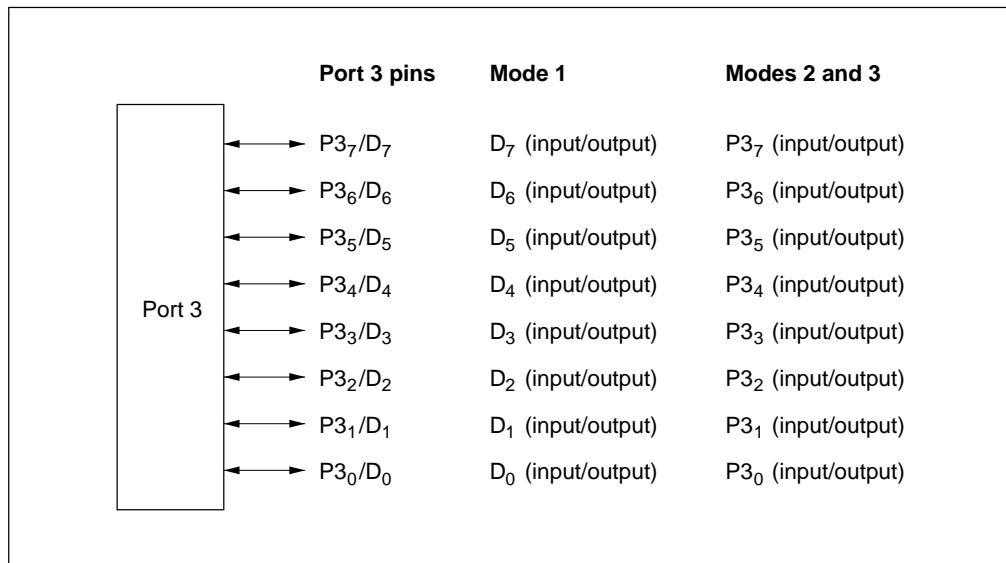 Port 3 pins Mode 1 Modes 2 and 3
P3₇/D₇ D₇ (input/output) P3₇ (input/output)
P3₆/D₆ D₆ (input/output) P3₆ (input/output)
P3₅/D₅ D₅ (input/output) P3₅ (input/output)
P3₄/D₄ D₄ (input/output) P3₄ (input/output)
Port 3
P3₃/D₃ D₃ (input/output) P3₃ (input/output)
P3₂/D₂ D₂ (input/output) P3₂ (input/output)
P3₁/D₁ D₁ (input/output) P3₁ (input/output)
P3₀/D₀ D₀ (input/output) P3₀ (input/output)